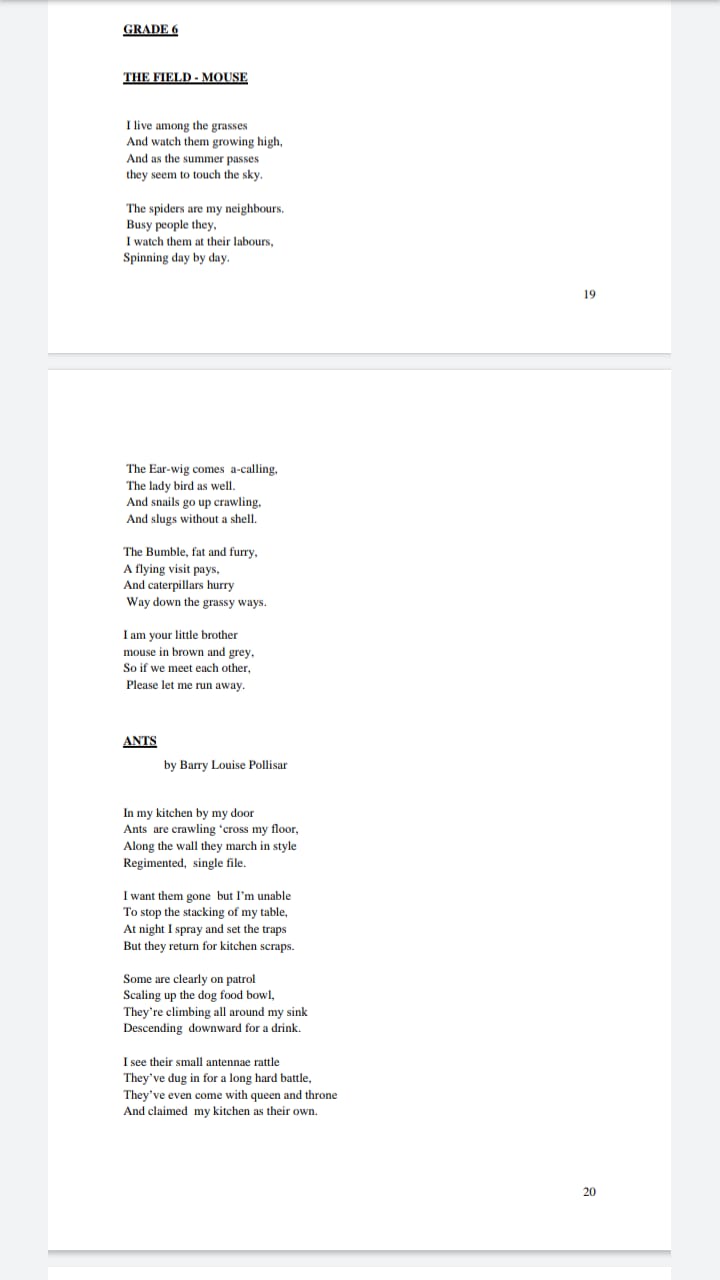 GRADE 6
THE FIELD - MOUSE
I live among the grasses
And watch them growing high,
And as the summer passes
they seem to touch the sky.
The spiders are my neighbours.
Busy people they,
I watch them at their labours,
Spinning day by day.
19
The Ear-wig comes a-calling,
The lady bird as well.
And snails go up crawling,
And slugs without a shell.
The Bumble, fat and furry,
A flying visit pays,
And caterpillars hurry
Way down the grassy ways.
I am your little brother
mouse in brown and grey,
So if we meet each other,
Please let me run away.
ANTS
by Barry Louise Pollisar
In my kitchen by my door
Ants are crawling ‘cross my floor,
Along the wall they march in style
Regimented, single file.
I want them gone but I’m unable
To stop the stacking of my table,
At night I spray and set the traps
But they return for kitchen scraps.
Some are clearly on patrol
Scaling up the dog food bowl,
They’re climbing all around my sink
Descending downward for a drink.
I see their small antennae rattle
They’ve dug in for a long hard battle,
They’ve even come with queen and throne
And claimed my kitchen as their own.
20